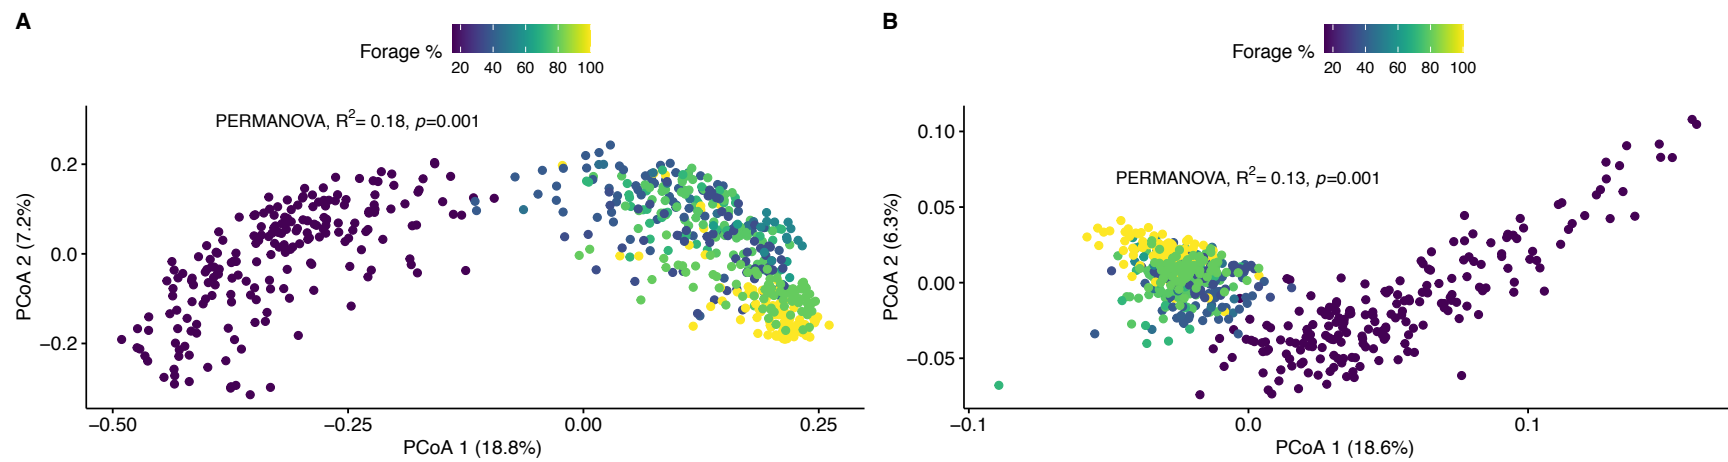 A
Forage %
20 40 60 80 100
PERMANOVA, R2= 0.18, p=0.001
PCoA 2 (7.2%)
0.2
0.0
−0.2
−0.50 −0.25 0.00 0.25
PCoA 1 (18.8%)
B
Forage %
20 40 60 80 100
PERMANOVA, R2= 0.13, p=0.001
PCoA 2 (6.3%)
0.10
0.05
0.00
−0.05
−0.1 0.0 0.1
PCoA 1 (18.6%)